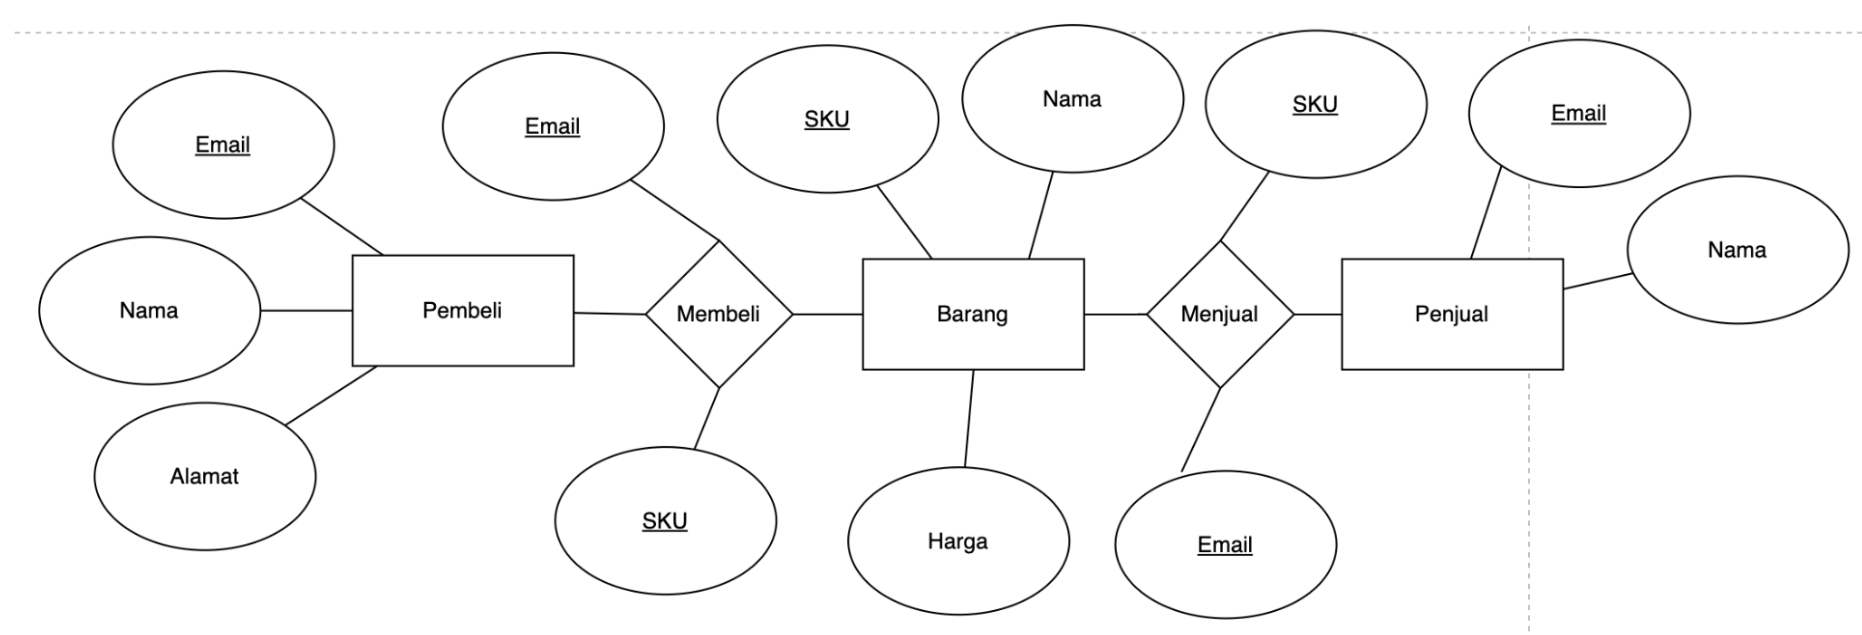 Email
Email
SKU
Nama
SKU
Email
Nama
Nama
Pembeli
Membeli
Barang
Menjual
Penjual
Alamat
SKU
Harga
Email